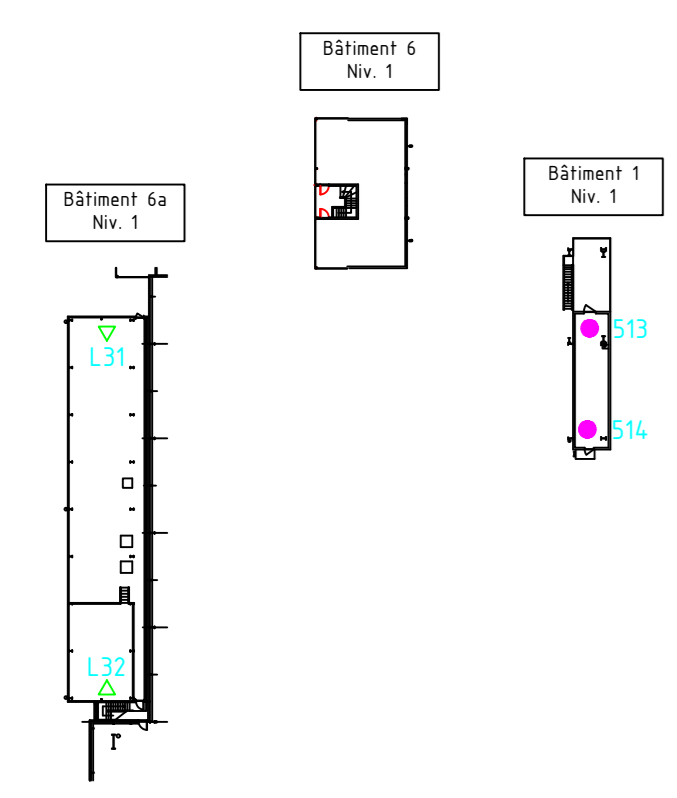 Bâtiment 6
Niv. 1
Bâtiment 1
Niv. 1
Bâtiment 6a
Niv. 1
513
L31
514
L32